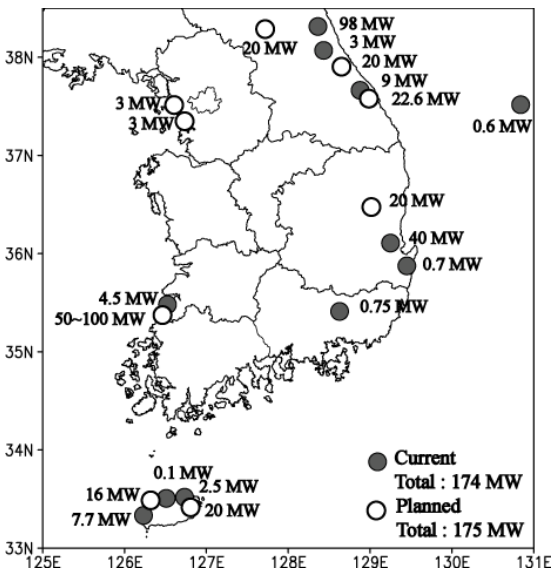 98 MW
3 MW
38N
20 MW
20 MW
9 MW
3 MW
22.6 MW
3 MW
0.6 MW
37N
20 MW
40 MW
36N
0.7 MW
4.5 MW
0.75 MW
50~100 MW
35N
34N
Current
0.1 MW
Total : 174 MW
2.5 MW
16 MW
Planned
20 MW
7.7 MW
Total : 175 MW
33N
125E 126E 127E 128E 129E 130E 131E